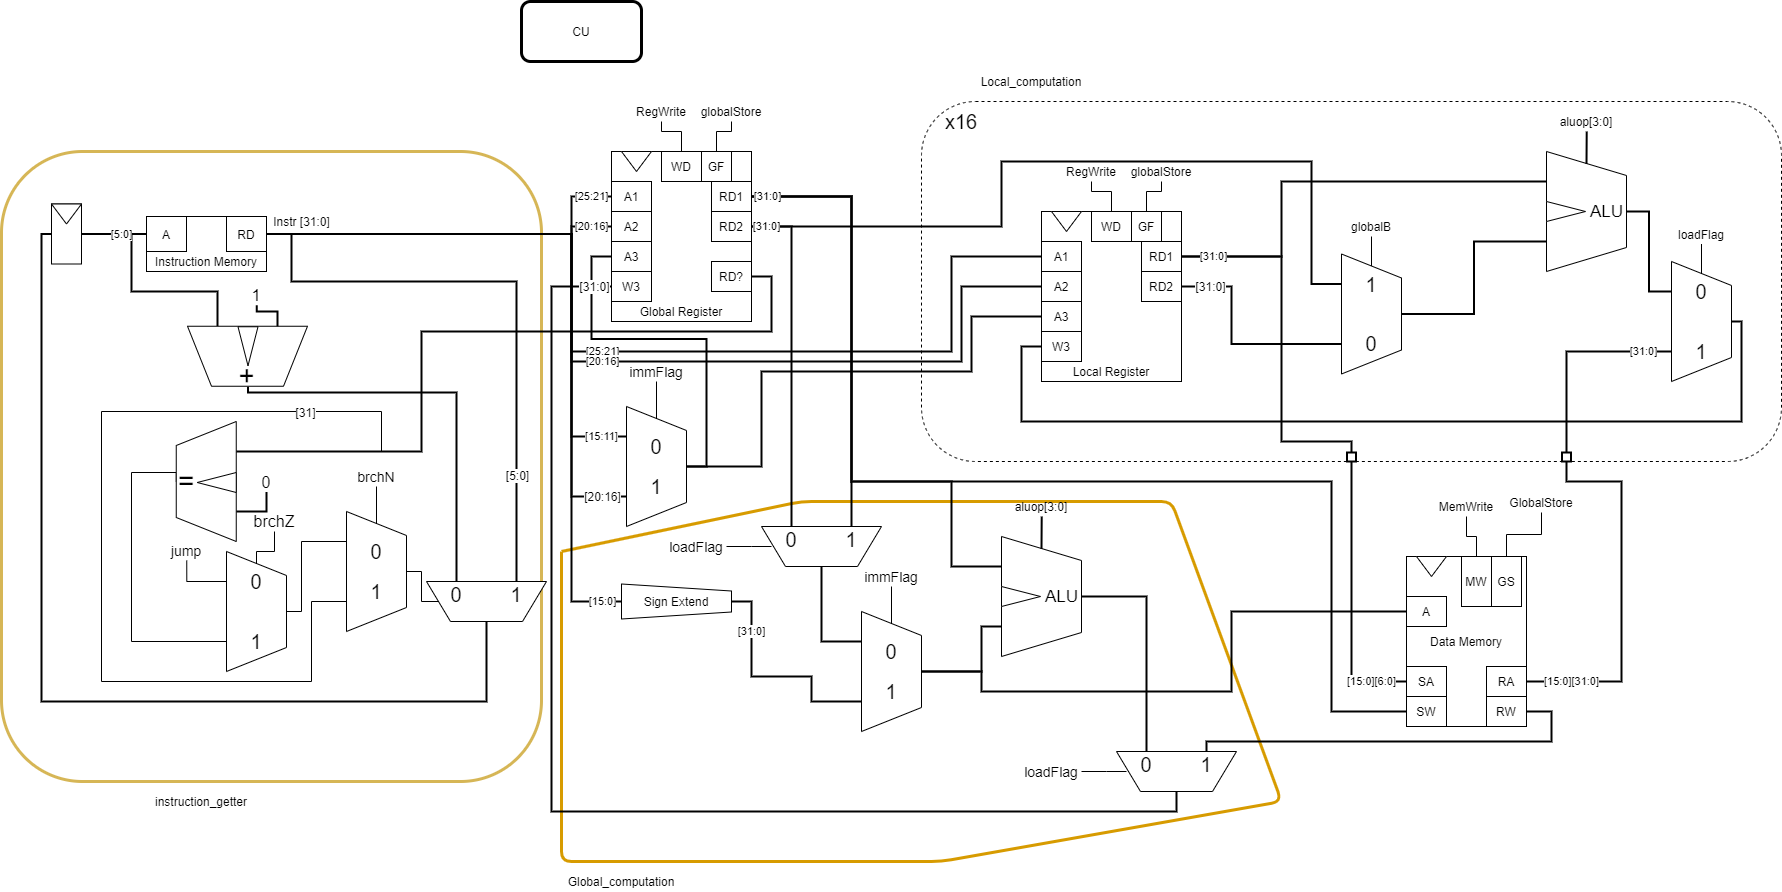 CU
Local_computation
x16
aluop[3:0]
RegWrite
globalStore
WD
GF
A1
A2
A3
W3
RD1
RD2
RD?
Global Register
[25:21]
[20:16]
[31:0]
[31:0]
[31:0]
RegWrite
globalStore
WD
GF
A1
A2
A3
W3
RD1
RD2
Local Register
[31:0]
[31:0]
globalB
1
0
ALU
loadFlag
0
1
[31:0]
[5:0]
A
RD
Instr [31:0]
Instruction Memory
1
+
[31]
=
0
brchZ
jump
0
1
brchN
0
1
[5:0]
0
1
instruction_getter
[25:21]
[20:16]
immFlag
[15:11]
0
[20:16]
1
loadFlag
0
1
[15:0]
Sign Extend
[31:0]
immFlag
0
1
aluop[3:0]
ALU
loadFlag
0
1
Global_computation
MemWrite
GlobalStore
MW
GS
A
Data Memory
[15:0][6:0]
SA
SW
RA
RW
[15:0][31:0]